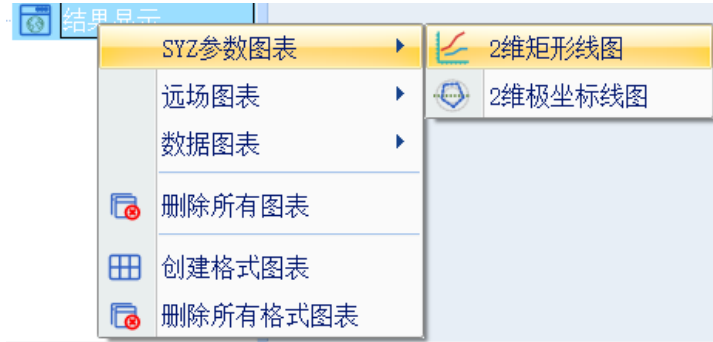 结果显示
SYZ参数图表
2维矩形线图
远场图表
2维极坐标线图
数据图表
删除所有图表
创建格式图表
删除所有格式图表